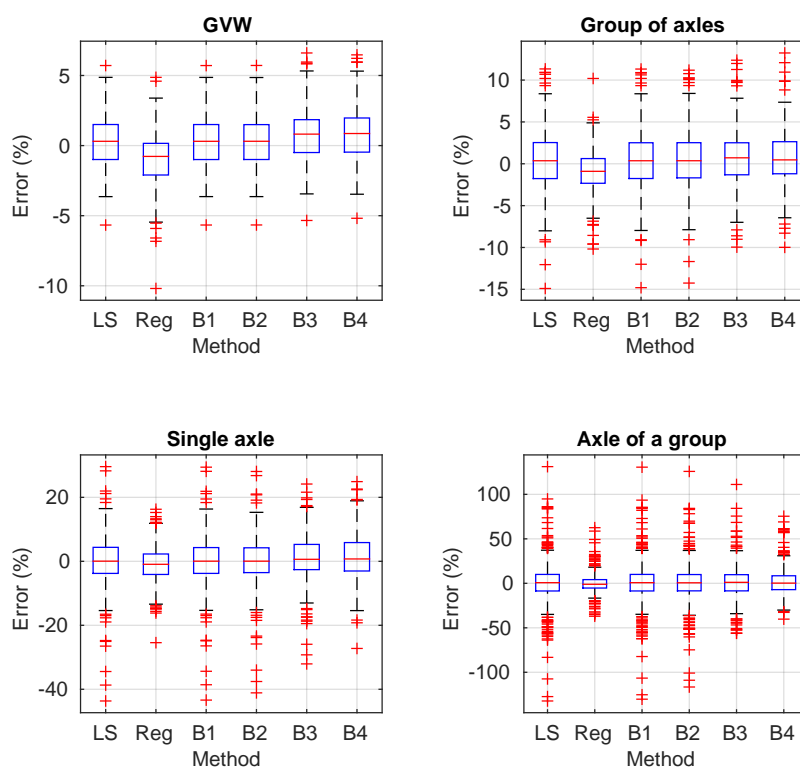 GVW
5
0
-5
-10
Error (%)
LS Reg B1 B2 B3 B4
Method
Group of axles
10
5
0
-5
-10
-15
Error (%)
LS Reg B1 B2 B3 B4
Method
Single axle
20
0
-20
-40
Error (%)
LS Reg B1 B2 B3 B4
Method
Axle of a group
100
50
0
-50
-100
Error (%)
LS Reg B1 B2 B3 B4
Method